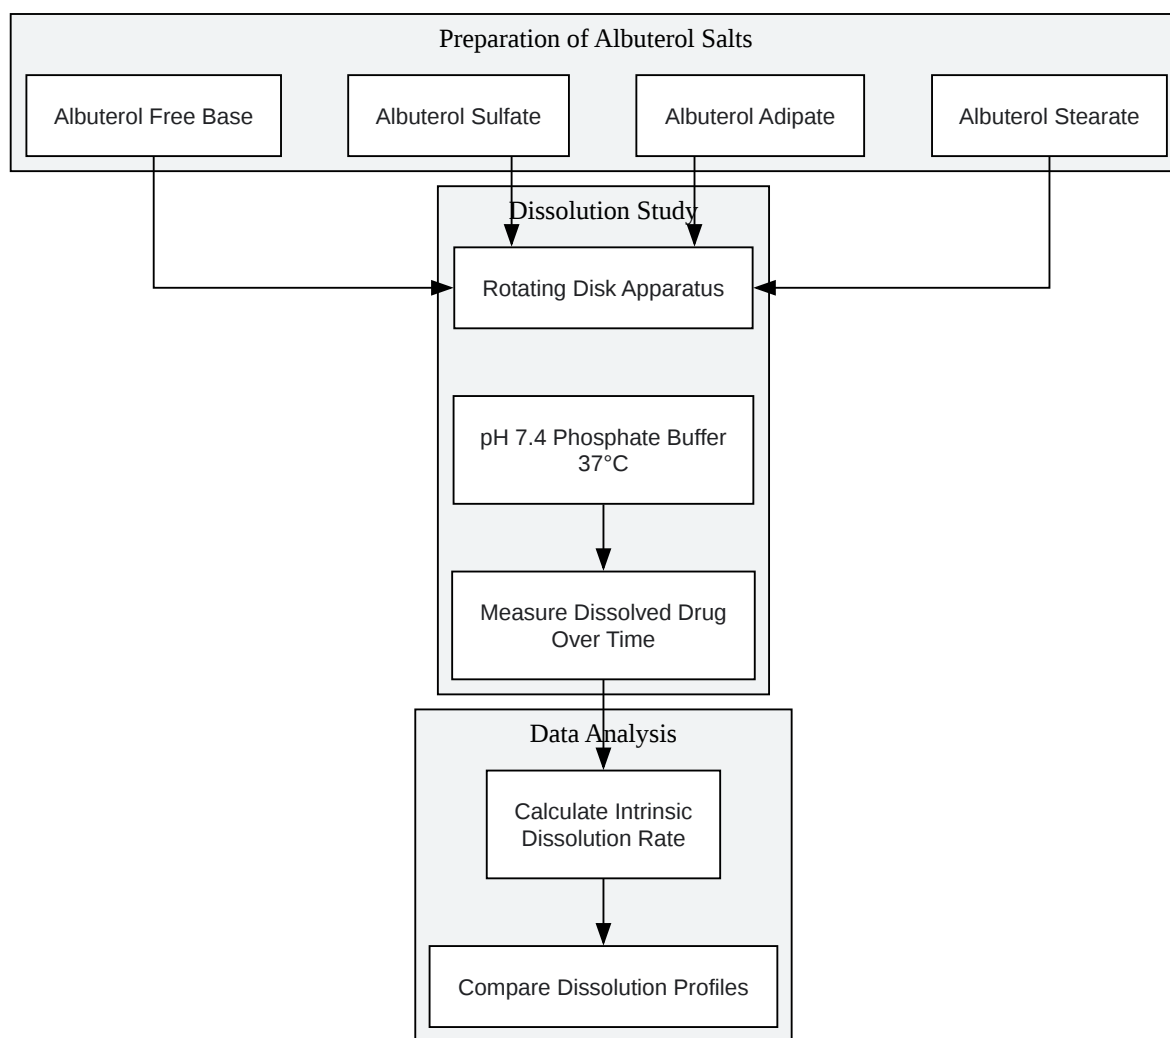 Preparation of Albuterol Salts
Albuterol Free Base
Albuterol Sulfate
Albuterol Adipate
Albuterol Stearate
Dissolution Study
Rotating Disk Apparatus
pH 7.4 Phosphate Buffer
37°C
Measure Dissolved Drug
Over Time
Data Analysis
Calculate Intrinsic
Dissolution Rate
Compare Dissolution Profiles